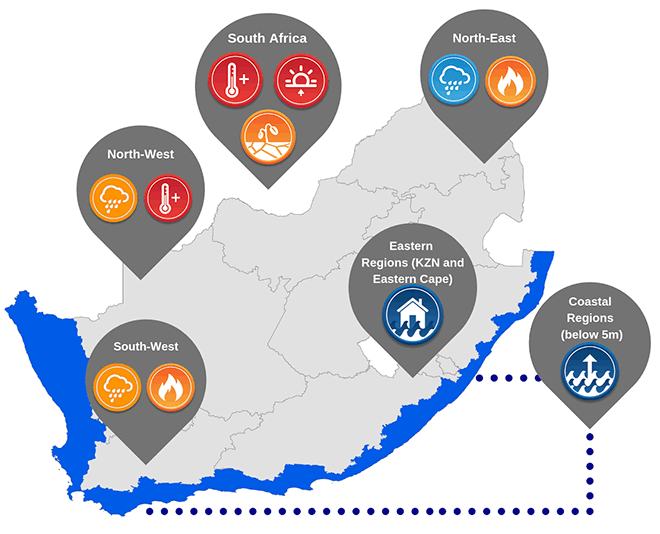 South Africa
North-East
North-West
Eastern
Regions (KZN and
Eastern Cape)
Coastal
Regions
(below 5m)
South-West